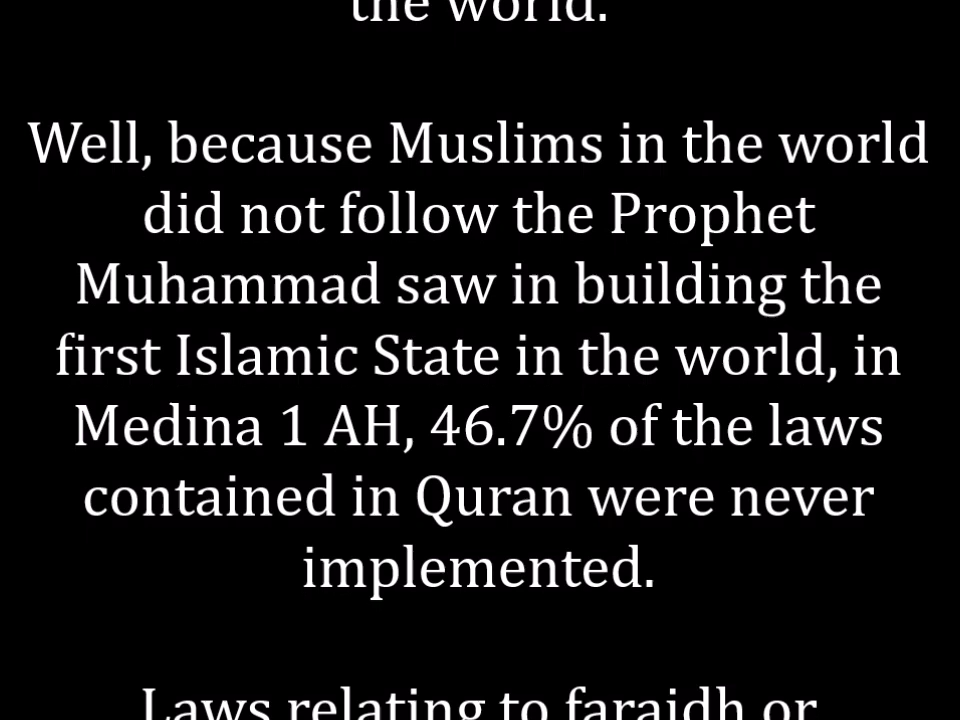 the world.
Well, because Muslims in the world
did not follow the Prophet
Muhammad saw in building the
first Islamic State in the world, in
Medina 1 AH, 46.7% of the laws
contained in Quran were never
implemented.
Laws relating to faraidh or